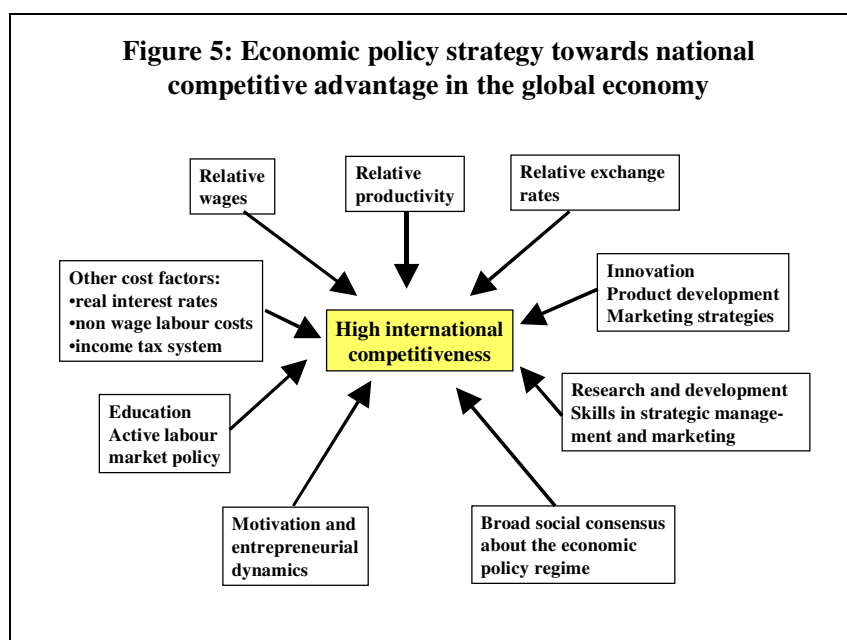 Figure 5: Economic policy strategy towards national
competitive advantage in the global economy
Relative
wages
Relative
productivity
Relative exchange
rates
Other cost factors:
•real interest rates
•non wage labour costs
•income tax system
High international
competitiveness
Innovation
Product development
Marketing strategies
Education
Active labour
market policy
Research and development
Skills in strategic manage-
ment and marketing
Motivation and
entrepreneurial
dynamics
Broad social consensus
about the economic
policy regime